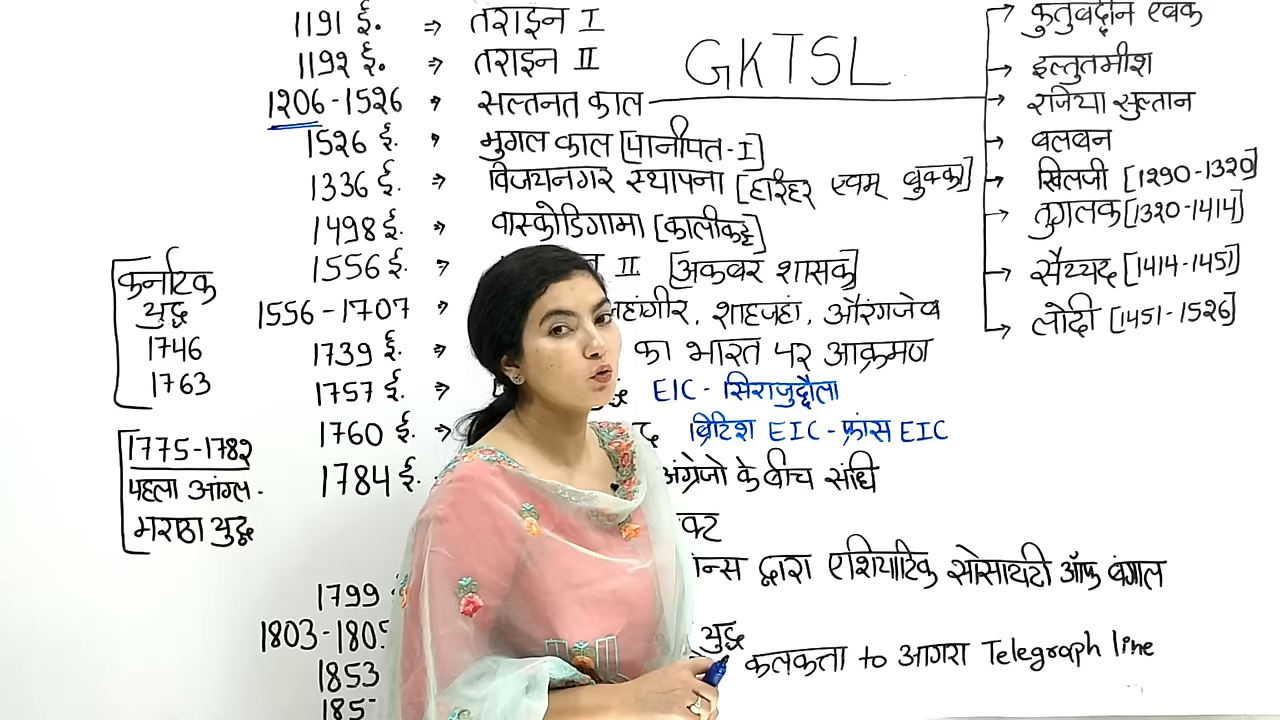 1191 ई. ⇒ तराइन I
1192 ई. ⇒ तराइन II
GKTSL
1206-1526 ⇒ सल्तनत काल
1526 ई. ⇒ मुगल काल [पानीपत-I]
1336 ई. ⇒ विजयनगर स्थापना [हरिहर एवम् बुक्का]
1498 ई. ⇒ वास्कोडिगामा [कालीकट]
1556 ई. ⇒ II [अकबर शासक]
1556-1707 ⇒ जहांगीर, शाहजहां, औरंगजेब
1739 ई. ⇒ का भारत पर आक्रमण
1757 ई. ⇒ EIC - सिराजुद्दौला
1760 ई. ⇒ ब्रिटिश EIC - फ्रांस EIC
1784 ई. अंग्रेजो के बीच संधि
द्वारा एशियाटिक सोसायटी ऑफ बंगाल
1799
1803-1805 युद्ध
1853 कलकत्ता to आगरा Telegraph line
185
कुतुबद्दीन एबक
इल्तुतमीश
रजिया सुल्तान
बलबन
खिलजी [1290-1320]
तुगलक [1320-1414]
सैय्यद [1414-1451]
लोदी [1451-1526]
कर्नाटक
युद्ध
1746
1763
1775-1782
पहला आंग्ल-
मराठा युद्ध